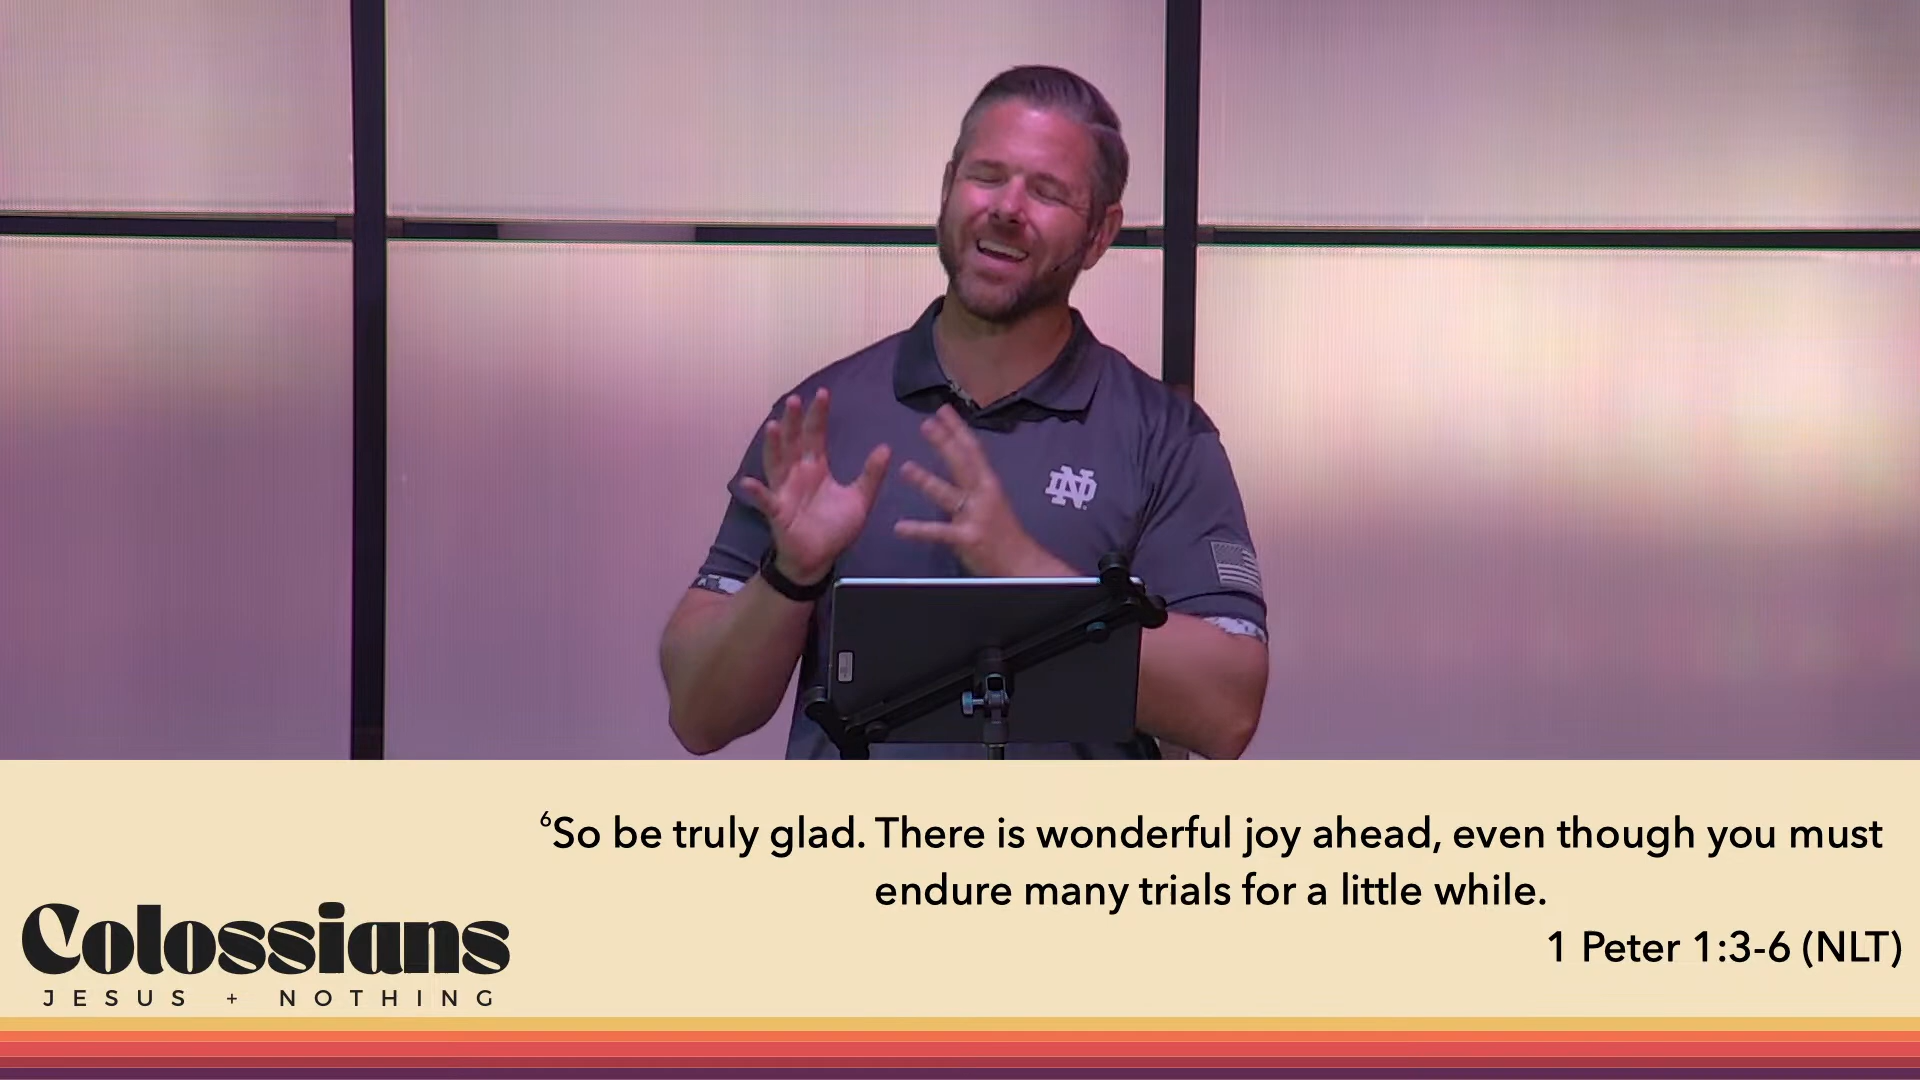 ND
⁶So be truly glad. There is wonderful joy ahead, even though you must
endure many trials for a little while.
1 Peter 1:3-6 (NLT)
Colossians
JESUS + NOTHING